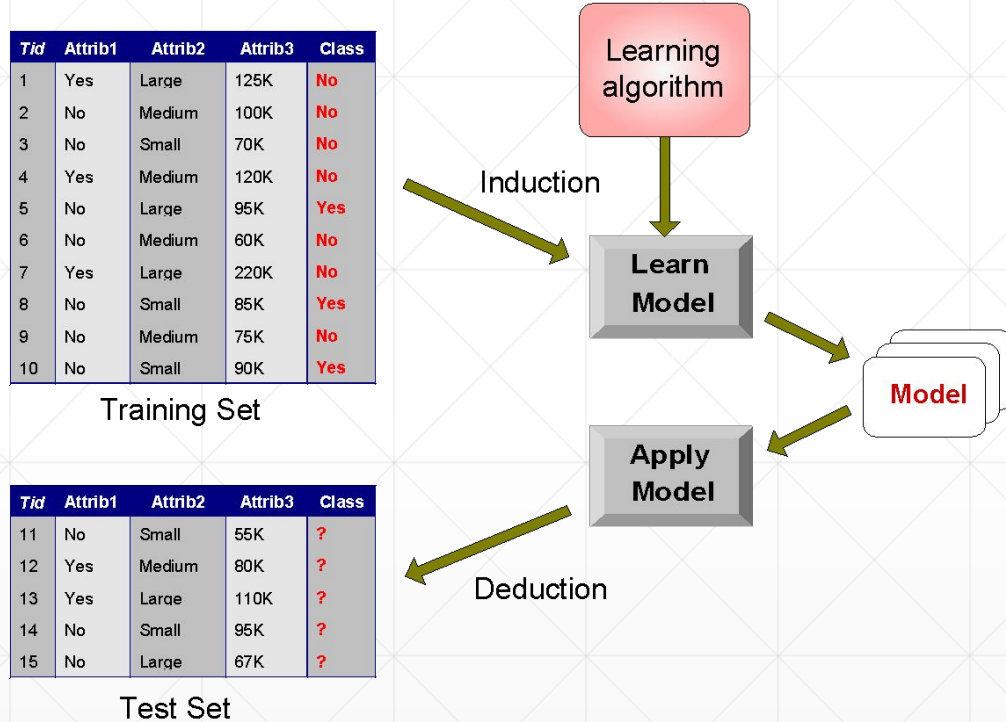 Tid Attrib1 Attrib2 Attrib3 Class
1 Yes Large 125K No
2 No Medium 100K No
3 No Small 70K No
4 Yes Medium 120K No
5 No Large 95K Yes
6 No Medium 60K No
7 Yes Large 220K No
8 No Small 85K Yes
9 No Medium 75K No
10 No Small 90K Yes
Training Set
Learning
algorithm
Induction
Learn
Model
Model
Apply
Model
Deduction
Tid Attrib1 Attrib2 Attrib3 Class
11 No Small 55K ?
12 Yes Medium 80K ?
13 Yes Large 110K ?
14 No Small 95K ?
15 No Large 67K ?
Test Set